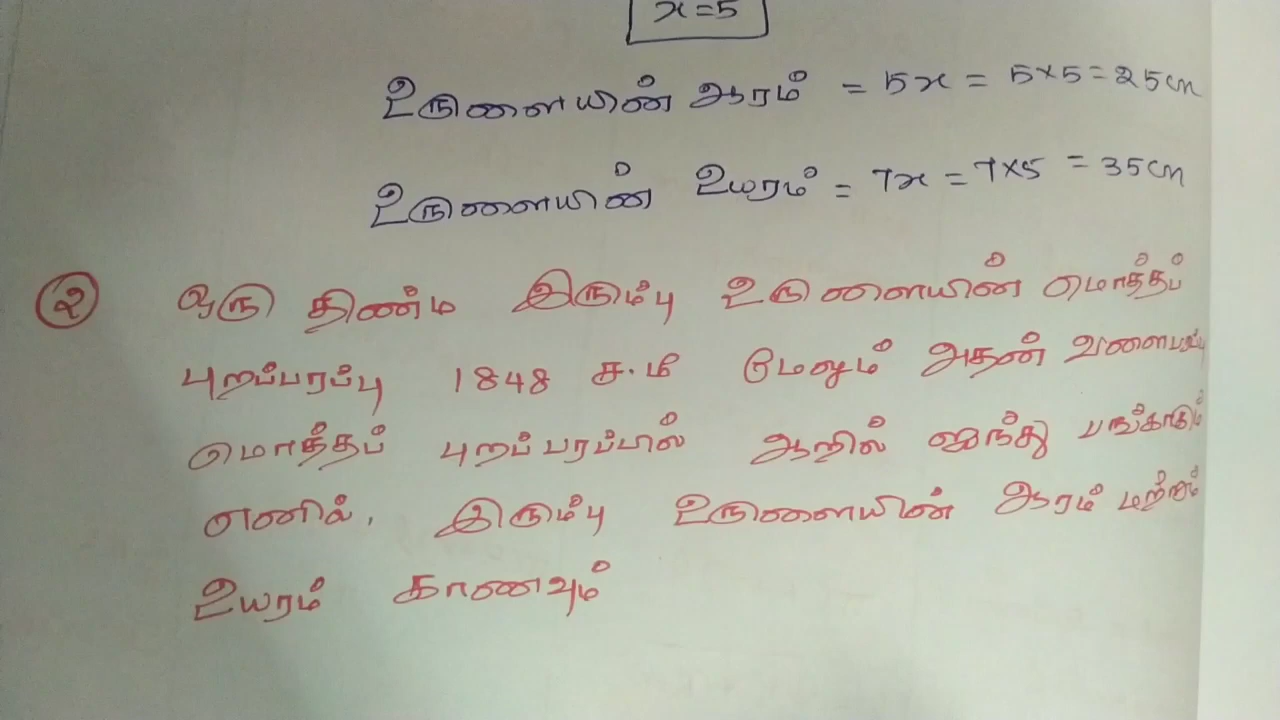 x=5
உருளையின் ஆரம் = 5x = 5×5=25cm
உருளையின் உயரம் = 7x = 7×5 = 35cm
② ஒரு திண்ம இரும்பு உருளையின் மொத்தப்
புறப்பரப்பு 1848 ச.மீ மேலும் அதன் வளைபரப்பு
மொத்தப் புறப்பரப்பில் ஆறில் ஐந்து பங்காகும்
எனில், இரும்பு உருளையின் ஆரம் மற்றும்
உயரம் காணவும்